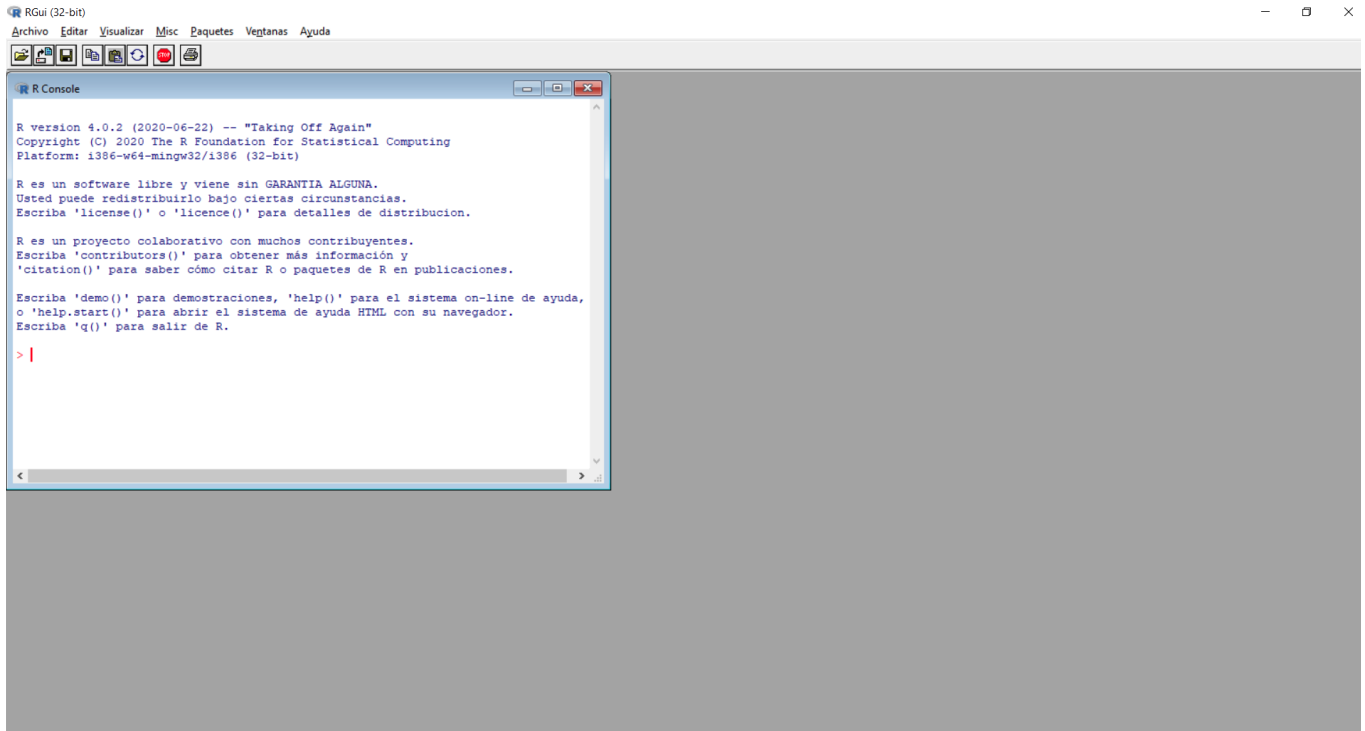 RGui (32-bit)
Archivo Editar Visualizar Misc Paquetes Ventanas Ayuda
STOP
R Console
R version 4.0.2 (2020-06-22) -- "Taking Off Again"
Copyright (C) 2020 The R Foundation for Statistical Computing
Platform: i386-w64-mingw32/i386 (32-bit)
R es un software libre y viene sin GARANTIA ALGUNA.
Usted puede redistribuirlo bajo ciertas circunstancias.
Escriba 'license()' o 'licence()' para detalles de distribucion.
R es un proyecto colaborativo con muchos contribuyentes.
Escriba 'contributors()' para obtener más información y
'citation()' para saber cómo citar R o paquetes de R en publicaciones.
Escriba 'demo()' para demostraciones, 'help()' para el sistema on-line de ayuda,
o 'help.start()' para abrir el sistema de ayuda HTML con su navegador.
Escriba 'q()' para salir de R.
>